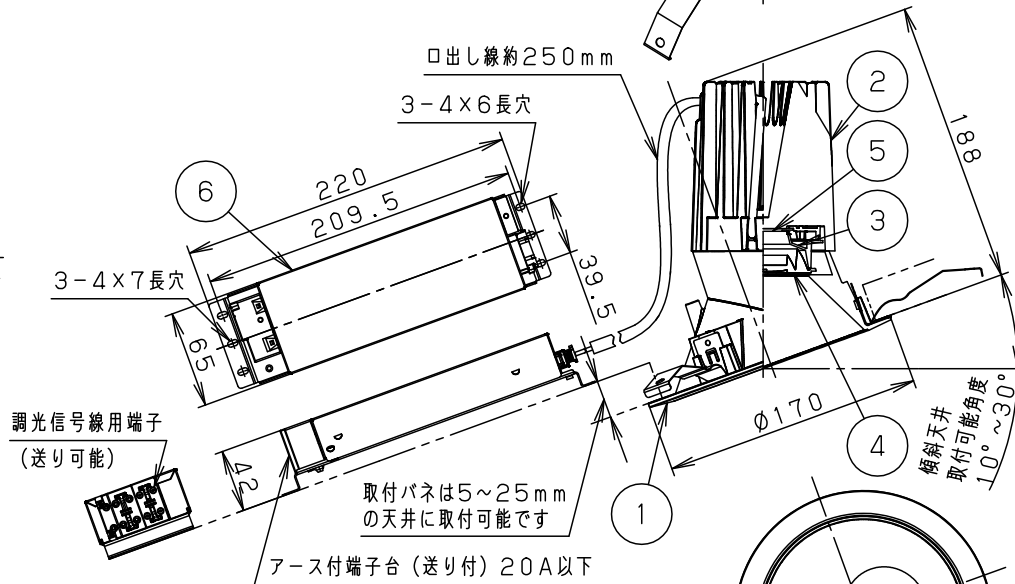 口出し線約250mm
3-4×6長穴
2
188
5
6
220
209.5
3
3-4×7長穴
39.5
65
調光信号線用端子
(送り可能)
42
Ø170
傾斜天井
取付可能角度
10°~30°
4
取付バネは5~25mm
の天井に取付可能です
1
アース付端子台(送り付)20A以下